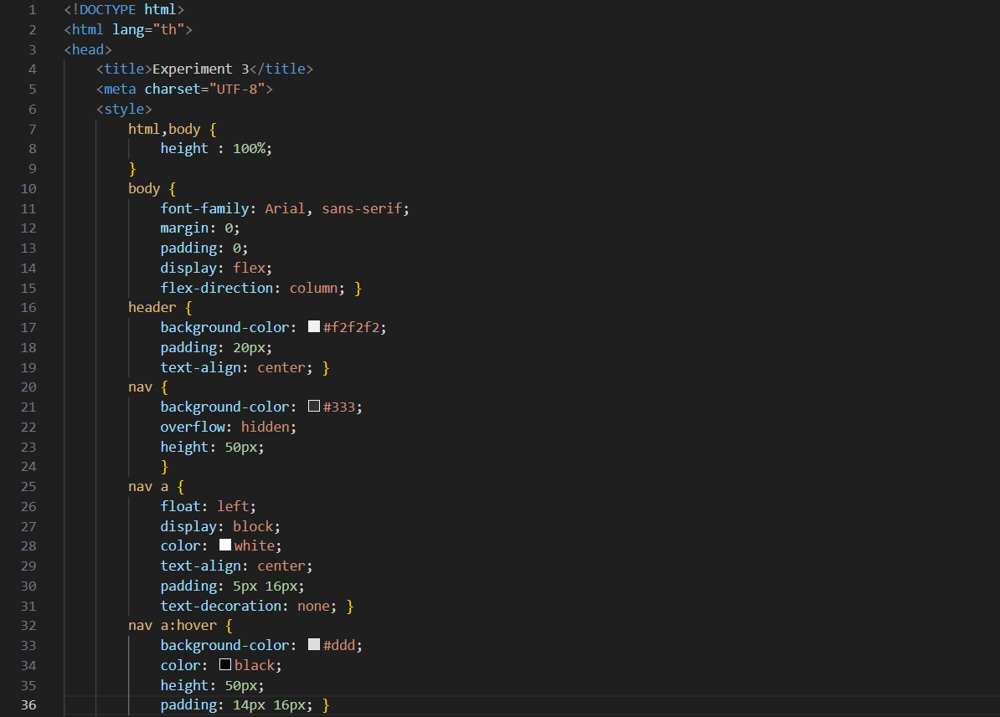 1 <!DOCTYPE html>
2 <html lang="th">
3 <head>
4 <title>Experiment 3</title>
5 <meta charset="UTF-8">
6 <style>
7 html,body {
8 height : 100%;
9 }
10 body {
11 font-family: Arial, sans-serif;
12 margin: 0;
13 padding: 0;
14 display: flex;
15 flex-direction: column; }
16 header {
17 background-color: #f2f2f2;
18 padding: 20px;
19 text-align: center; }
20 nav {
21 background-color: #333;
22 overflow: hidden;
23 height: 50px;
24 }
25 nav a {
26 float: left;
27 display: block;
28 color: white;
29 text-align: center;
30 padding: 5px 16px;
31 text-decoration: none; }
32 nav a:hover {
33 background-color: #ddd;
34 color: black;
35 height: 50px;
36 padding: 14px 16px; }